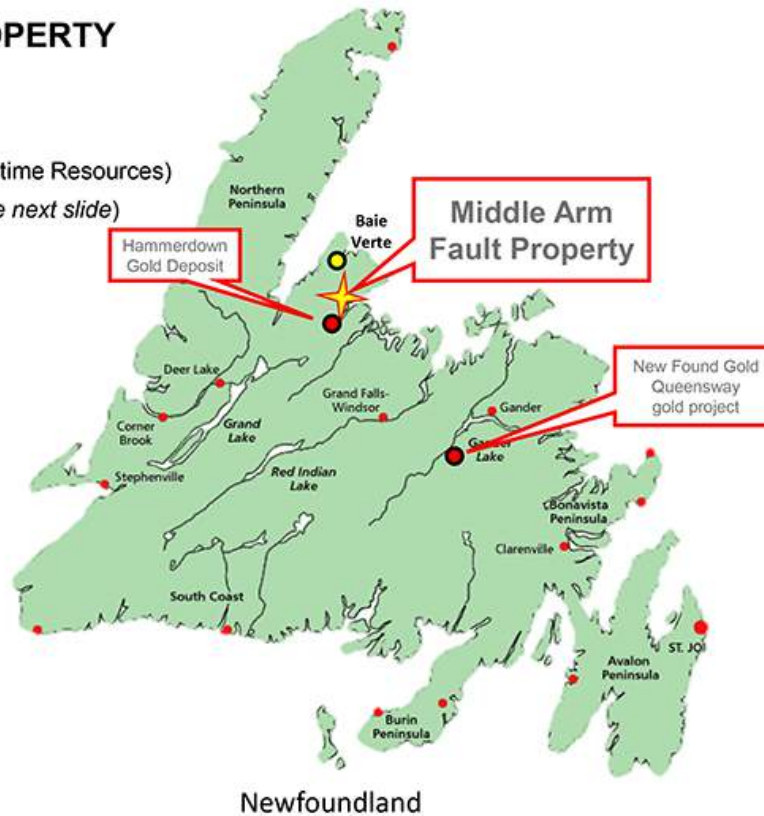 OPERTY
time Resources)
e next slide)
Northern
Peninsula
Baie
Verte
Middle Arm
Fault Property
Hammerdown
Gold Deposit
Deer Lake
Grand Falls-
Windsor
Gander
New Found Gold
Queensway
gold project
Corner
Brook
Grand
Lake
Gander
Lake
Stephenville
Red Indian
Lake
Bonavista
Peninsula
Clarenville
South Coast
ST. JO
Avalon
Peninsula
Burin
Peninsula
Newfoundland